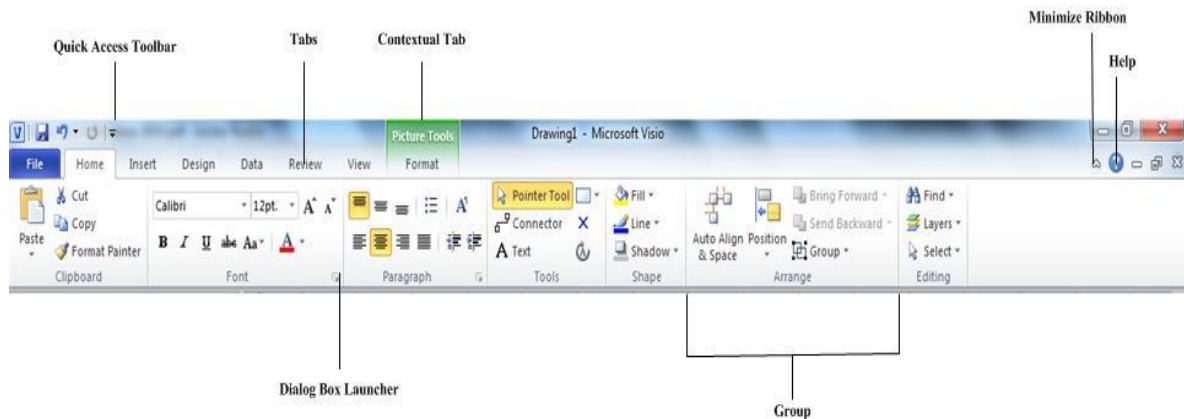 Minimize Ribbon
Quick Access Toolbar
Tabs
Contextual Tab
Help
V
Picture Tools
Drawing1 - Microsoft Visio
File Home Insert Design Data Review View Format
Cut
Copy
Format Painter
Paste
Clipboard
Calibri 12pt. A A
B I U abc Aa A
Font
Paragraph
Pointer Tool
Connector
A Text
Tools
Fill
Line
Shadow
Shape
Auto Align & Space
Position
Bring Forward
Send Backward
Group
Arrange
Find
Layers
Select
Editing
Dialog Box Launcher
Group